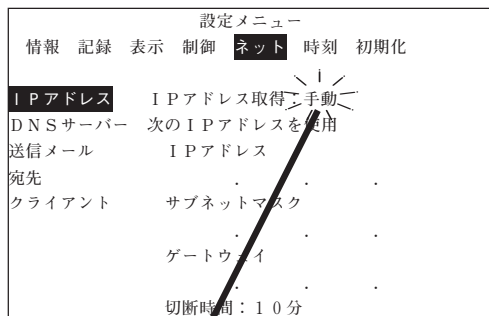 設定メニュー
情報 記録 表示 制御 ネット 時刻 初期化
ＩＰアドレス ＩＰアドレス取得：手動
ＤＮＳサーバー 次のＩＰアドレスを使用
送信メール ＩＰアドレス
宛先 . . .
クライアント サブネットマスク
. . .
ゲートウェイ
. . .
切断時間：１０分